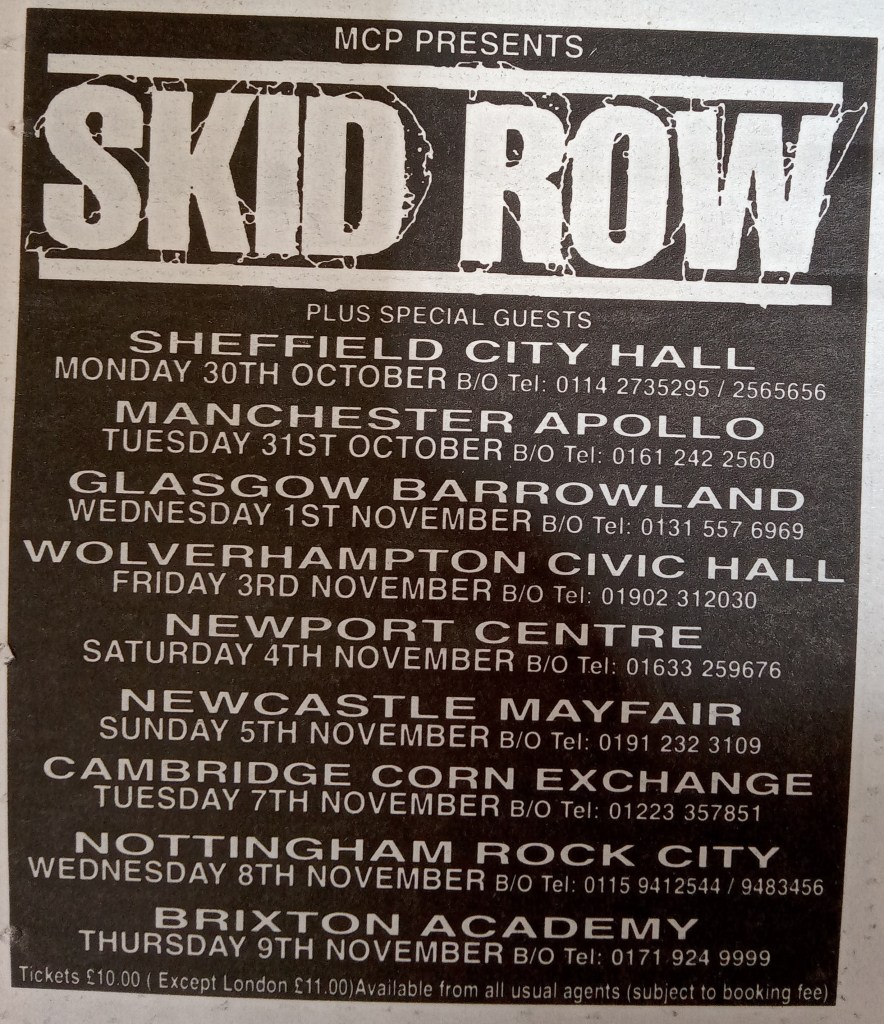 MCP PRESENTS
SKID ROW
PLUS SPECIAL GUESTS
SHEFFIELD CITY HALL
MONDAY 30TH OCTOBER B/O Tel: 0114 2735295 / 2565656
MANCHESTER APOLLO
TUESDAY 31ST OCTOBER B/O Tel: 0161 242 2560
GLASGOW BARROWLAND
WEDNESDAY 1ST NOVEMBER B/O Tel: 0131 557 6969
WOLVERHAMPTON CIVIC HALL
FRIDAY 3RD NOVEMBER B/O Tel: 01902 312030
NEWPORT CENTRE
SATURDAY 4TH NOVEMBER B/O Tel: 01633 259676
NEWCASTLE MAYFAIR
SUNDAY 5TH NOVEMBER B/O Tel: 0191 232 3109
CAMBRIDGE CORN EXCHANGE
TUESDAY 7TH NOVEMBER B/O Tel: 01223 357851
NOTTINGHAM ROCK CITY
WEDNESDAY 8TH NOVEMBER B/O Tel: 0115 9412544 / 9483456
BRIXTON ACADEMY
THURSDAY 9TH NOVEMBER B/O Tel: 0171 924 9999
Tickets £10.00 ( Except London £11.00)Available from all usual agents (subject to booking fee)